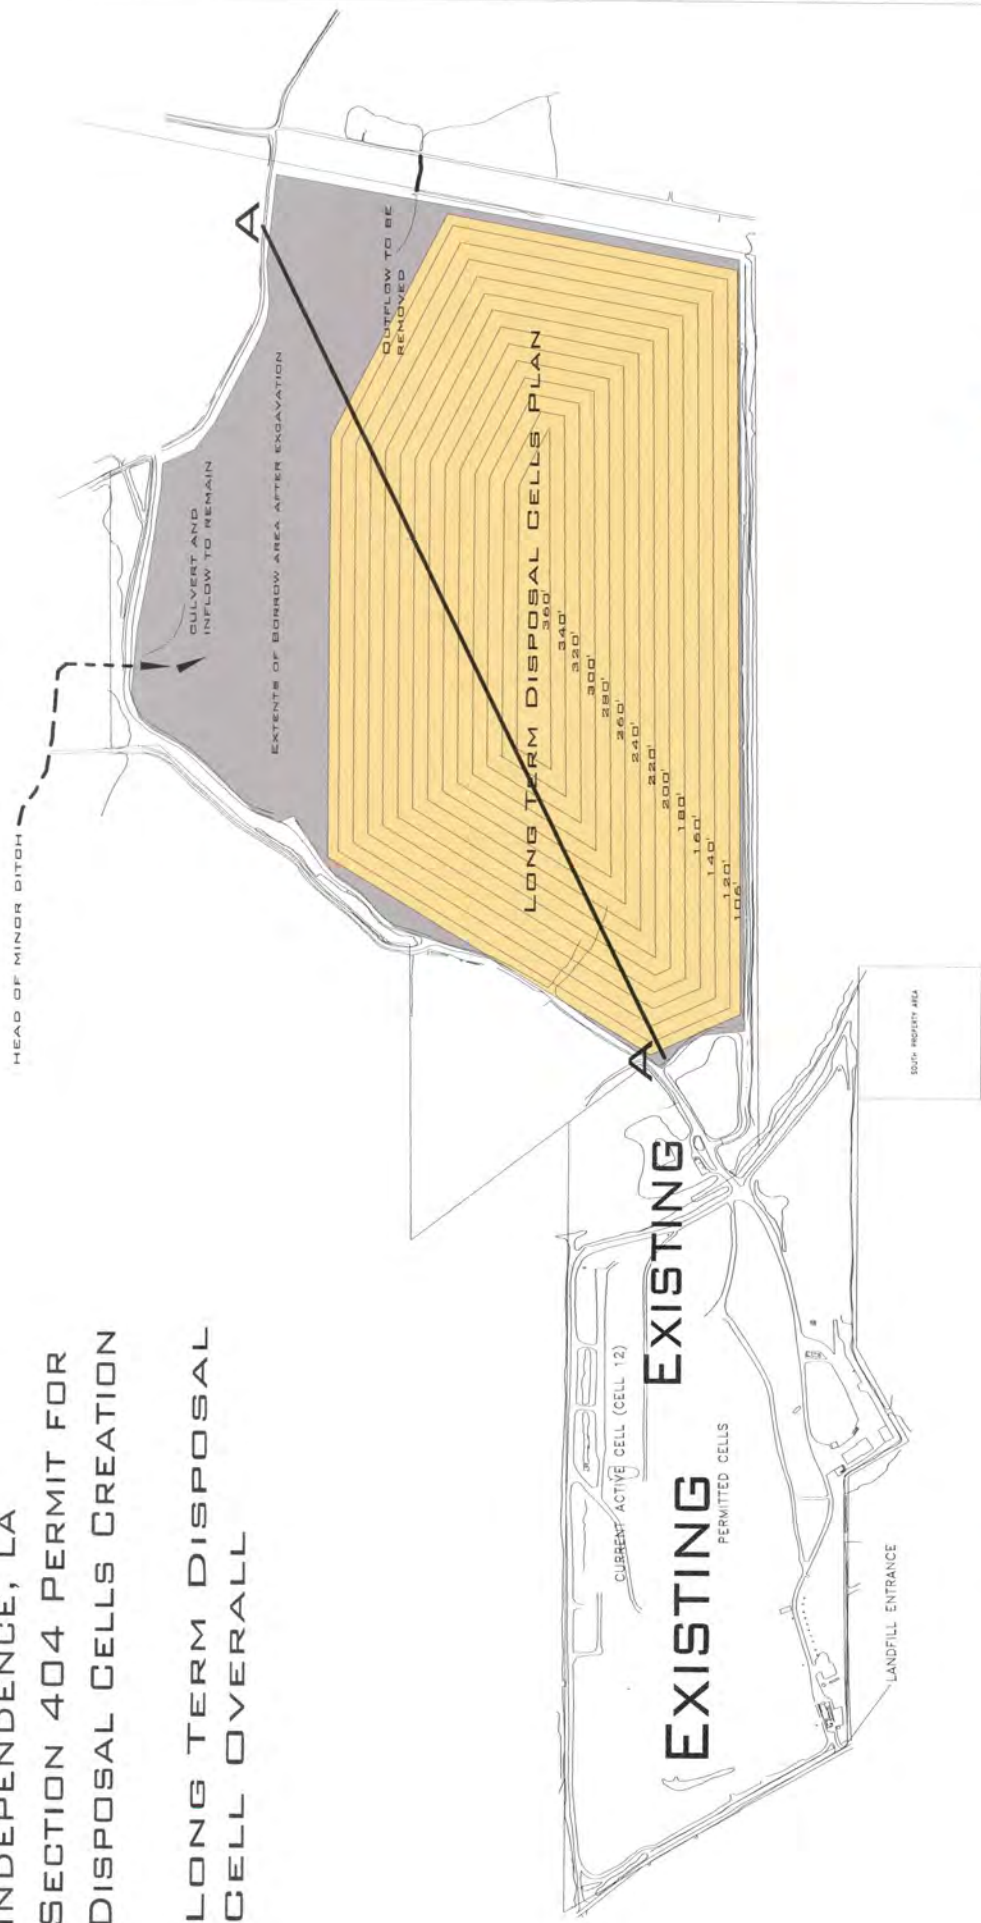 INDEPENDENCE, LA
SECTION 404 PERMIT FOR
DISPOSAL CELLS CREATION
LONG TERM DISPOSAL
CELL OVERALL
HEAD OF MINOR DITCH
CULVERT AND
INFLOW TO REMAIN
EXTENTS OF BORROW AREA AFTER EXCAVATION
A
OUTFLOW TO BE
REMOVED
LONG TERM DISPOSAL CELLS PLAN
360'
340'
320'
300'
280'
260'
240'
220'
200'
180'
160'
140'
120'
106'
A
EXISTING
CURRENT ACTIVE CELL (CELL 12)
EXISTING
PERMITTED CELLS
LANDFILL ENTRANCE
SOUTH PROPERTY AREA